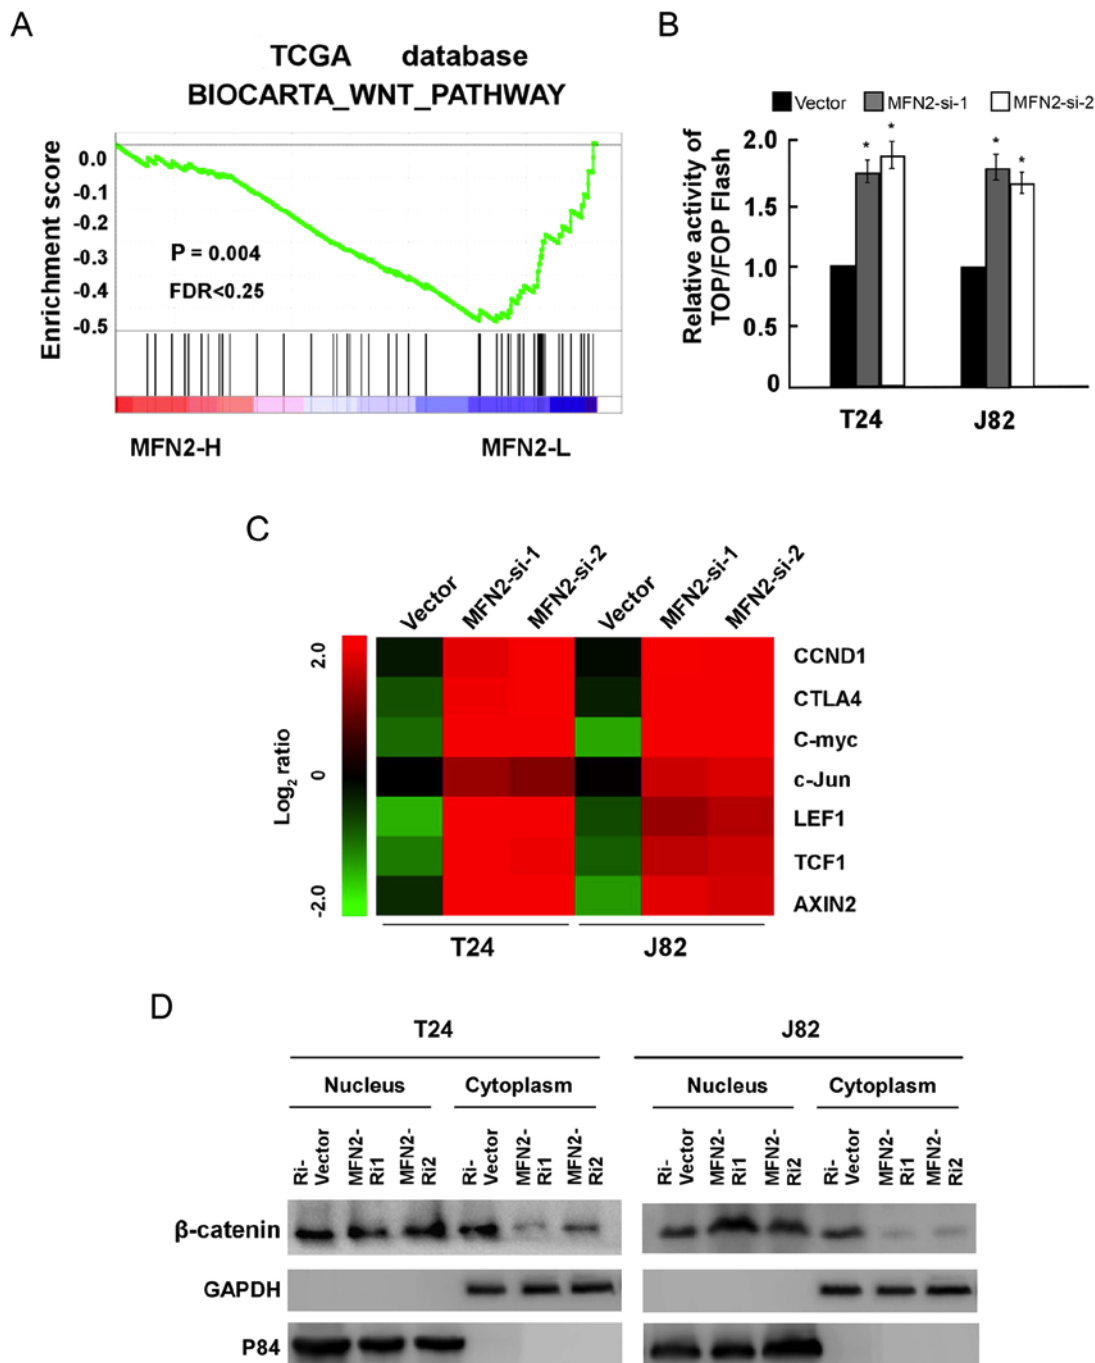 A
TCGA database
BIOCARTA_WNT_PATHWAY
Enrichment score
0.0
-0.1
-0.2
-0.3
-0.4
-0.5
P = 0.004
FDR<0.25
MFN2-H
MFN2-L
B
Vector
MFN2-si-1
MFN2-si-2
Relative activity of
TOP/FOP Flash
2.0
1.5
1.0
0.5
0
* *
* *
T24
J82
C
Vector
MFN2-si-1
MFN2-si-2
Vector
MFN2-si-1
MFN2-si-2
Log2 ratio
2.0
0
-2.0
CCND1
CTLA4
C-myc
c-Jun
LEF1
TCF1
AXIN2
T24
J82
D
T24
J82
Nucleus
Cytoplasm
Nucleus
Cytoplasm
Ri-
Vector
MFN2-
Ri1
MFN2-
Ri2
Ri-
Vector
MFN2-
Ri1
MFN2-
Ri2
Ri-
Vector
MFN2-
Ri1
MFN2-
Ri2
Ri-
Vector
MFN2-
Ri1
MFN2-
Ri2
β-catenin
GAPDH
P84